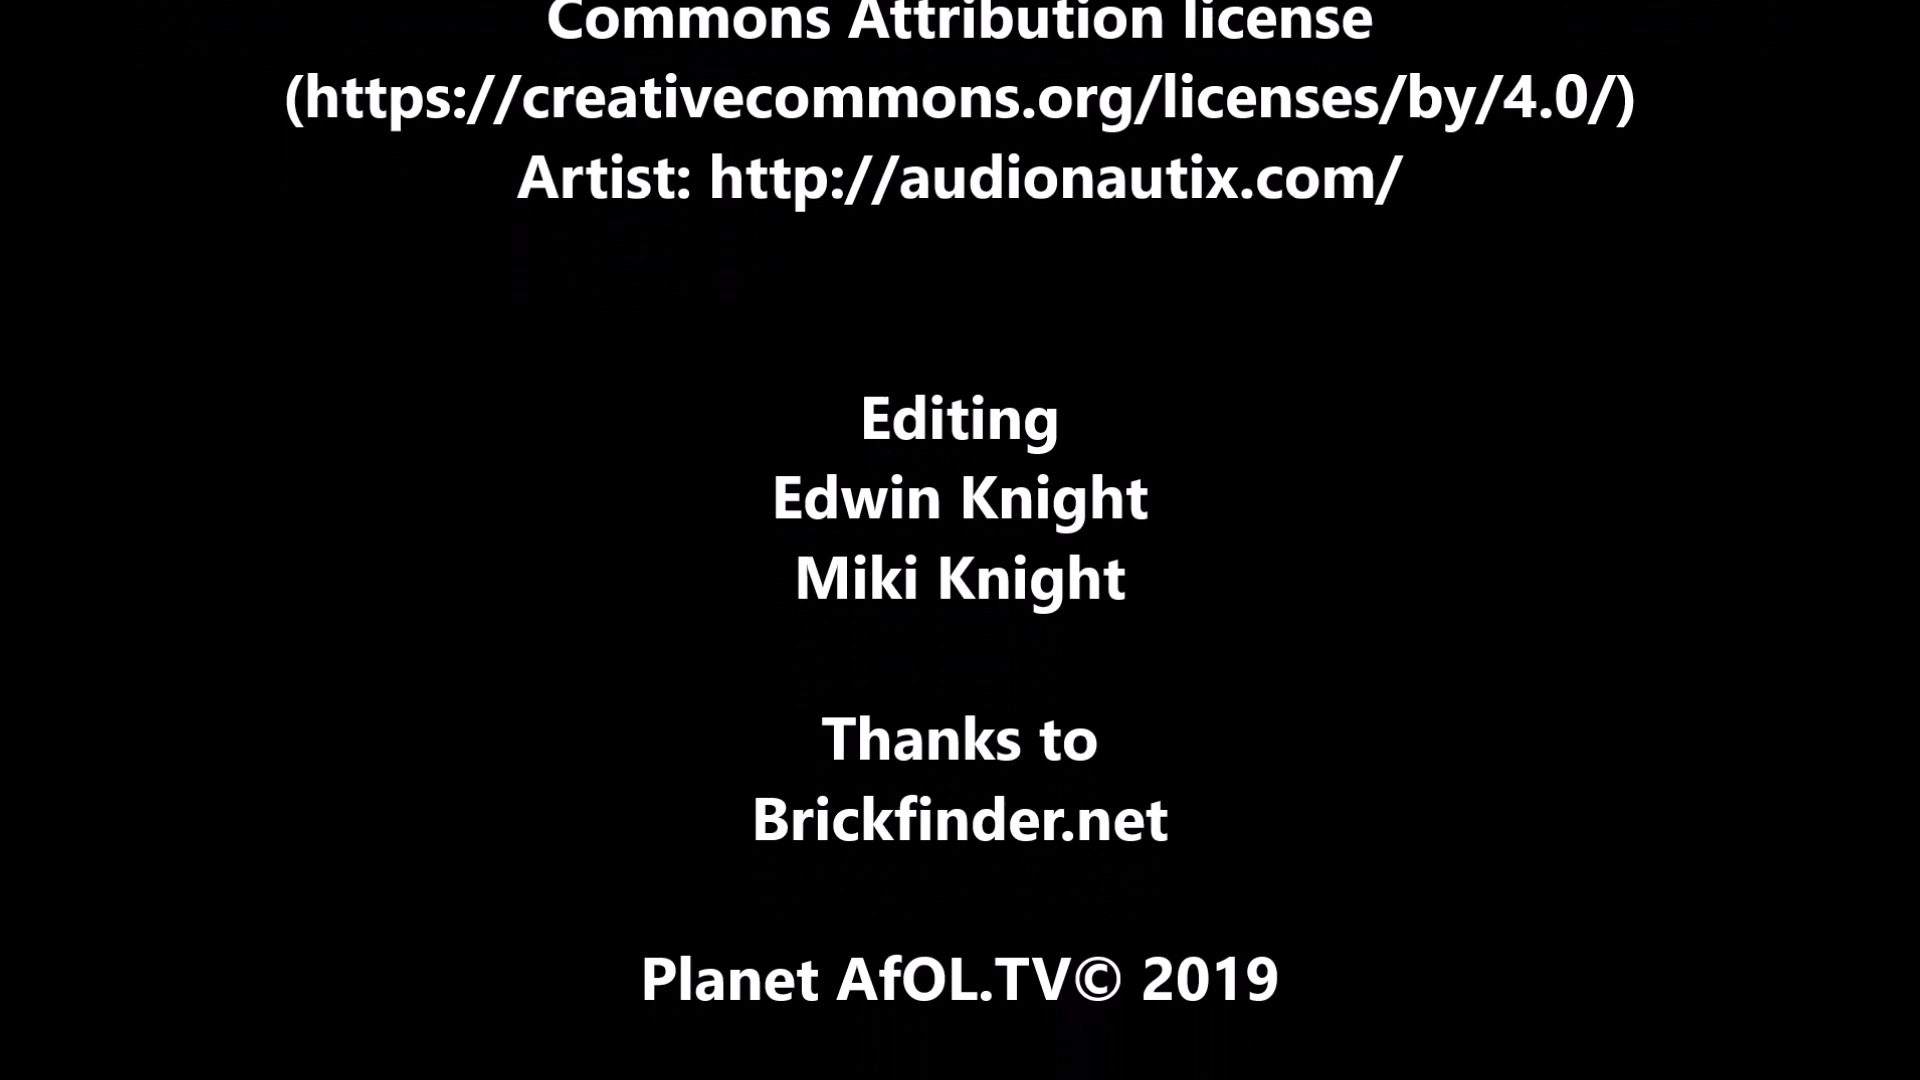 Commons Attribution license
(https://creativecommons.org/licenses/by/4.0/)
Artist: http://audionautix.com/
Editing
Edwin Knight
Miki Knight
Thanks to
Brickfinder.net
Planet AfOL.TV© 2019